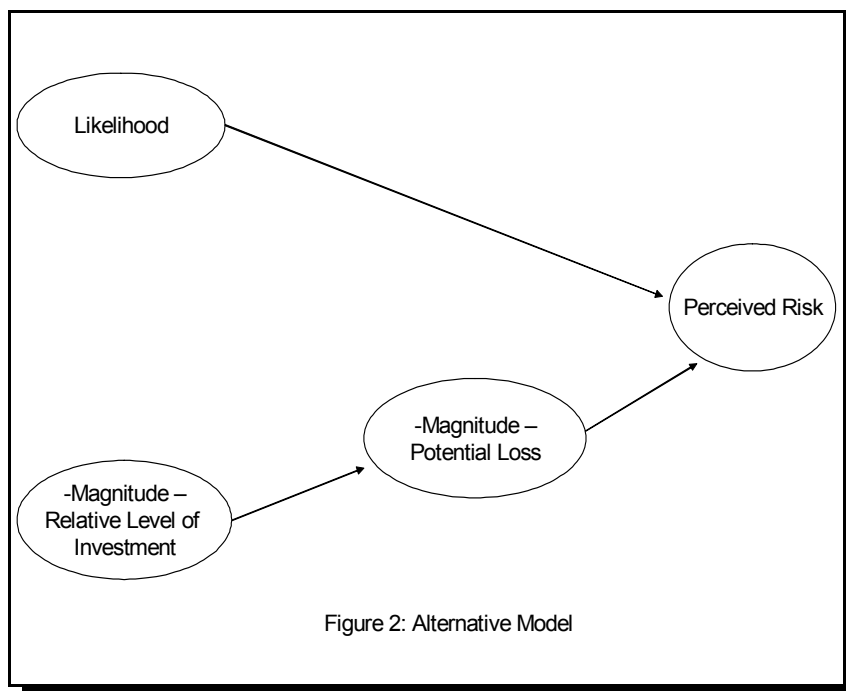 Likelihood
Perceived Risk
-Magnitude –
Potential Loss
-Magnitude –
Relative Level of
Investment
Figure 2: Alternative Model